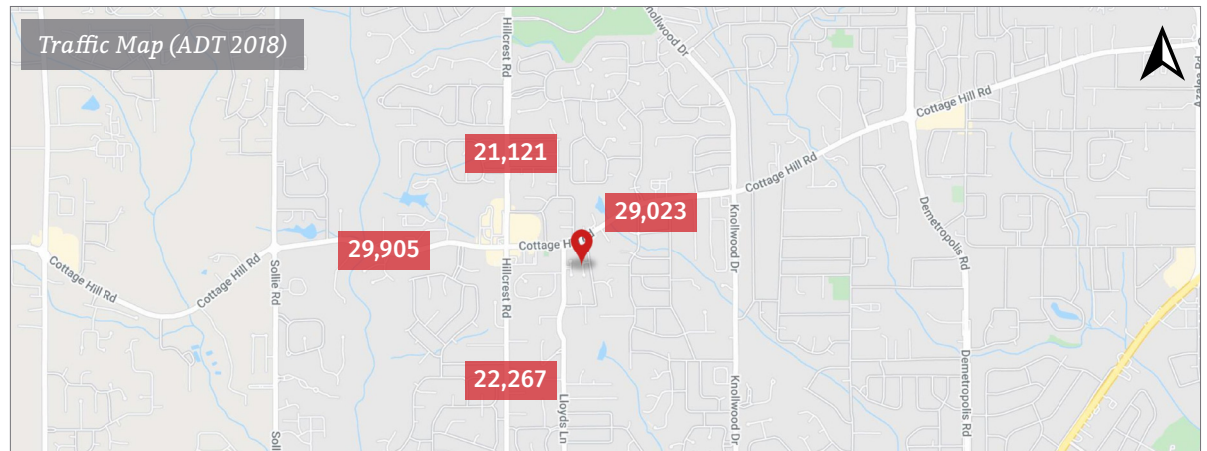 Traffic Map (ADT 2018)
Hillcrest Rd
Knollwood Dr
Cottage Hill Rd
21,121
Cottage Hill Rd
29,023
29,905
Cottage Hill Rd
Sollie Rd
Hillcrest Rd
Knollwood Dr
Demetropolis Rd
Cottage Hill Rd
22,267
Lloyds Ln
Knollwood Dr
Demetropolis Rd
Azalea Rd